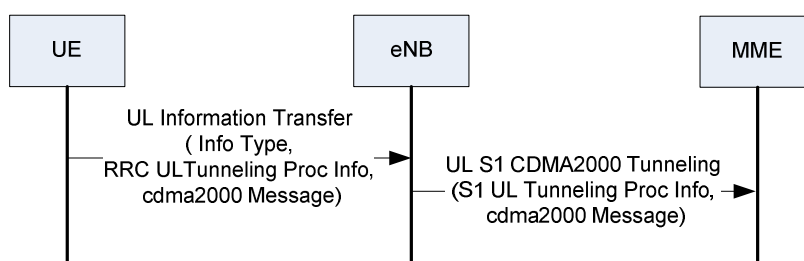 UE
eNB
MME
UL Information Transfer
( Info Type,
RRC ULTunneling Proc Info,
cdma2000 Message)
UL S1 CDMA2000 Tunneling
(S1 UL Tunneling Proc Info,
cdma2000 Message)